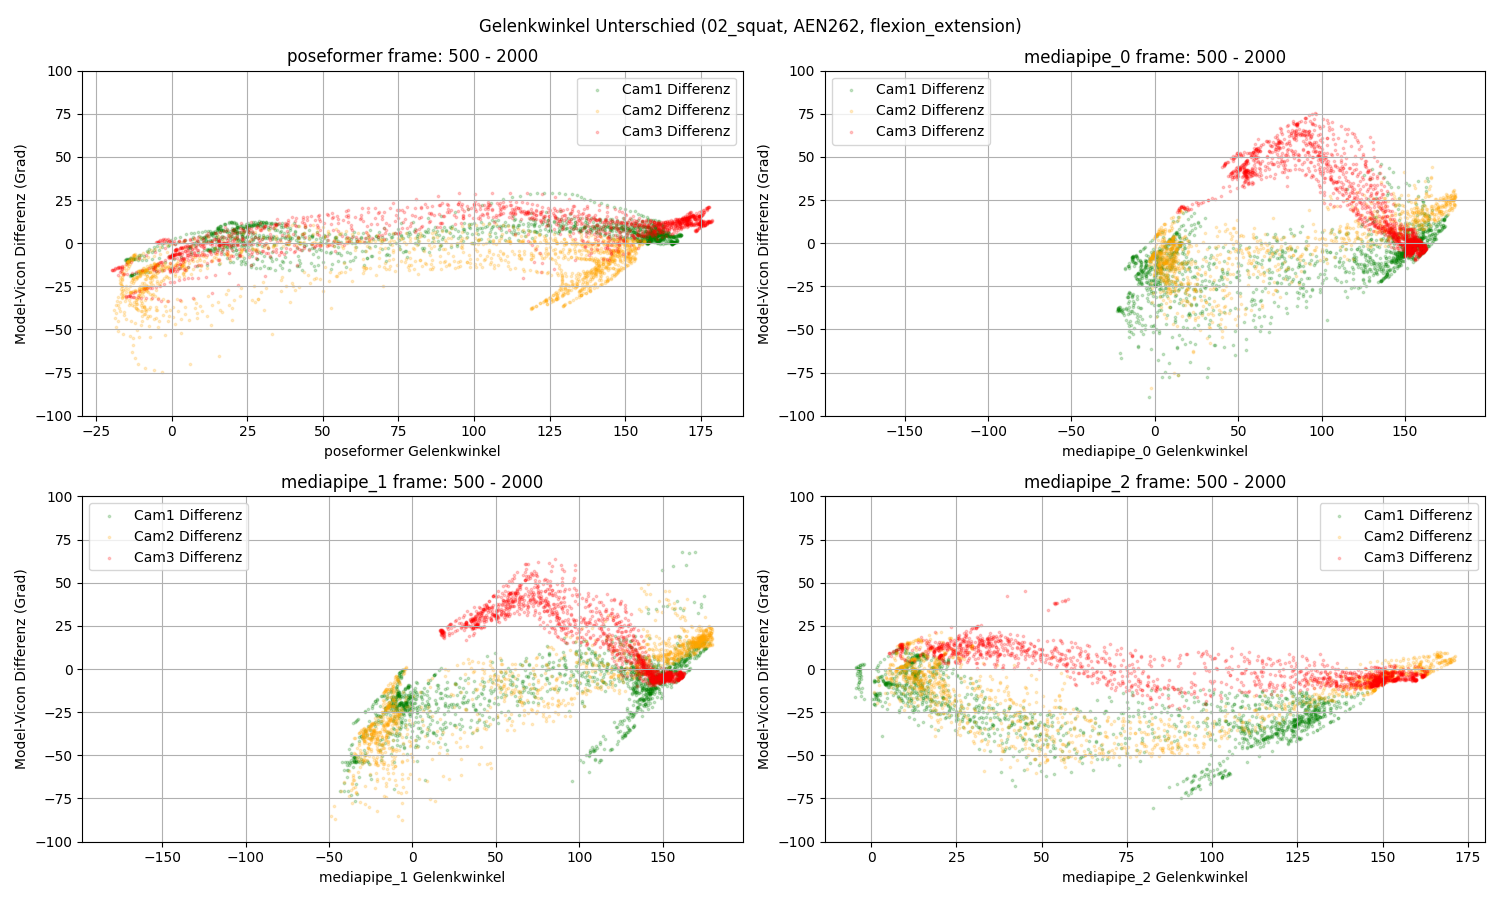 Gelenkwinkel Unterschied (02_squat, AEN262, flexion_extension)
poseformer frame: 500 - 2000
100
75
50
25
0
−25
−50
−75
−100
Model-Vicon Differenz (Grad)
Cam1 Differenz
Cam2 Differenz
Cam3 Differenz
−25 0 25 50 75 100 125 150 175
poseformer Gelenkwinkel
mediapipe_0 frame: 500 - 2000
100
75
50
25
0
−25
−50
−75
−100
Model-Vicon Differenz (Grad)
Cam1 Differenz
Cam2 Differenz
Cam3 Differenz
−150 −100 −50 0 50 100 150
mediapipe_0 Gelenkwinkel
mediapipe_1 frame: 500 - 2000
100
75
50
25
0
−25
−50
−75
−100
Model-Vicon Differenz (Grad)
Cam1 Differenz
Cam2 Differenz
Cam3 Differenz
−150 −100 −50 0 50 100 150
mediapipe_1 Gelenkwinkel
mediapipe_2 frame: 500 - 2000
100
75
50
25
0
−25
−50
−75
−100
Model-Vicon Differenz (Grad)
Cam1 Differenz
Cam2 Differenz
Cam3 Differenz
0 25 50 75 100 125 150 175
mediapipe_2 Gelenkwinkel